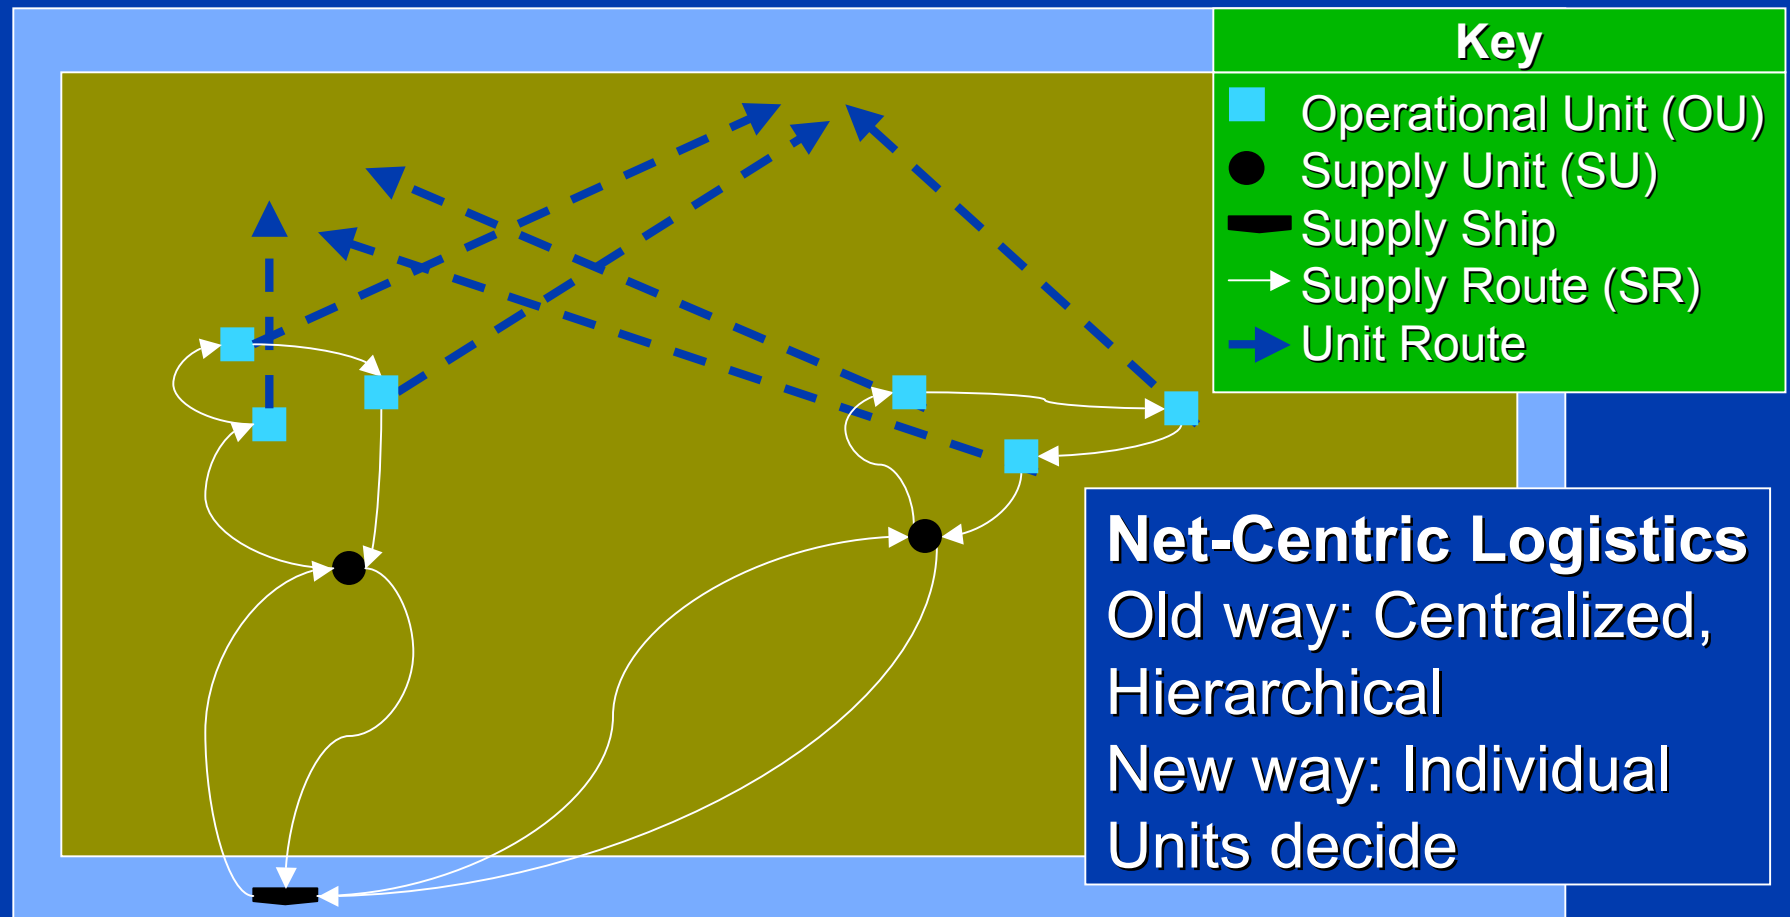 Key
Operational Unit (OU)
Supply Unit (SU)
Supply Ship
Supply Route (SR)
Unit Route
Net-Centric Logistics
Old way: Centralized,
Hierarchical
New way: Individual
Units decide